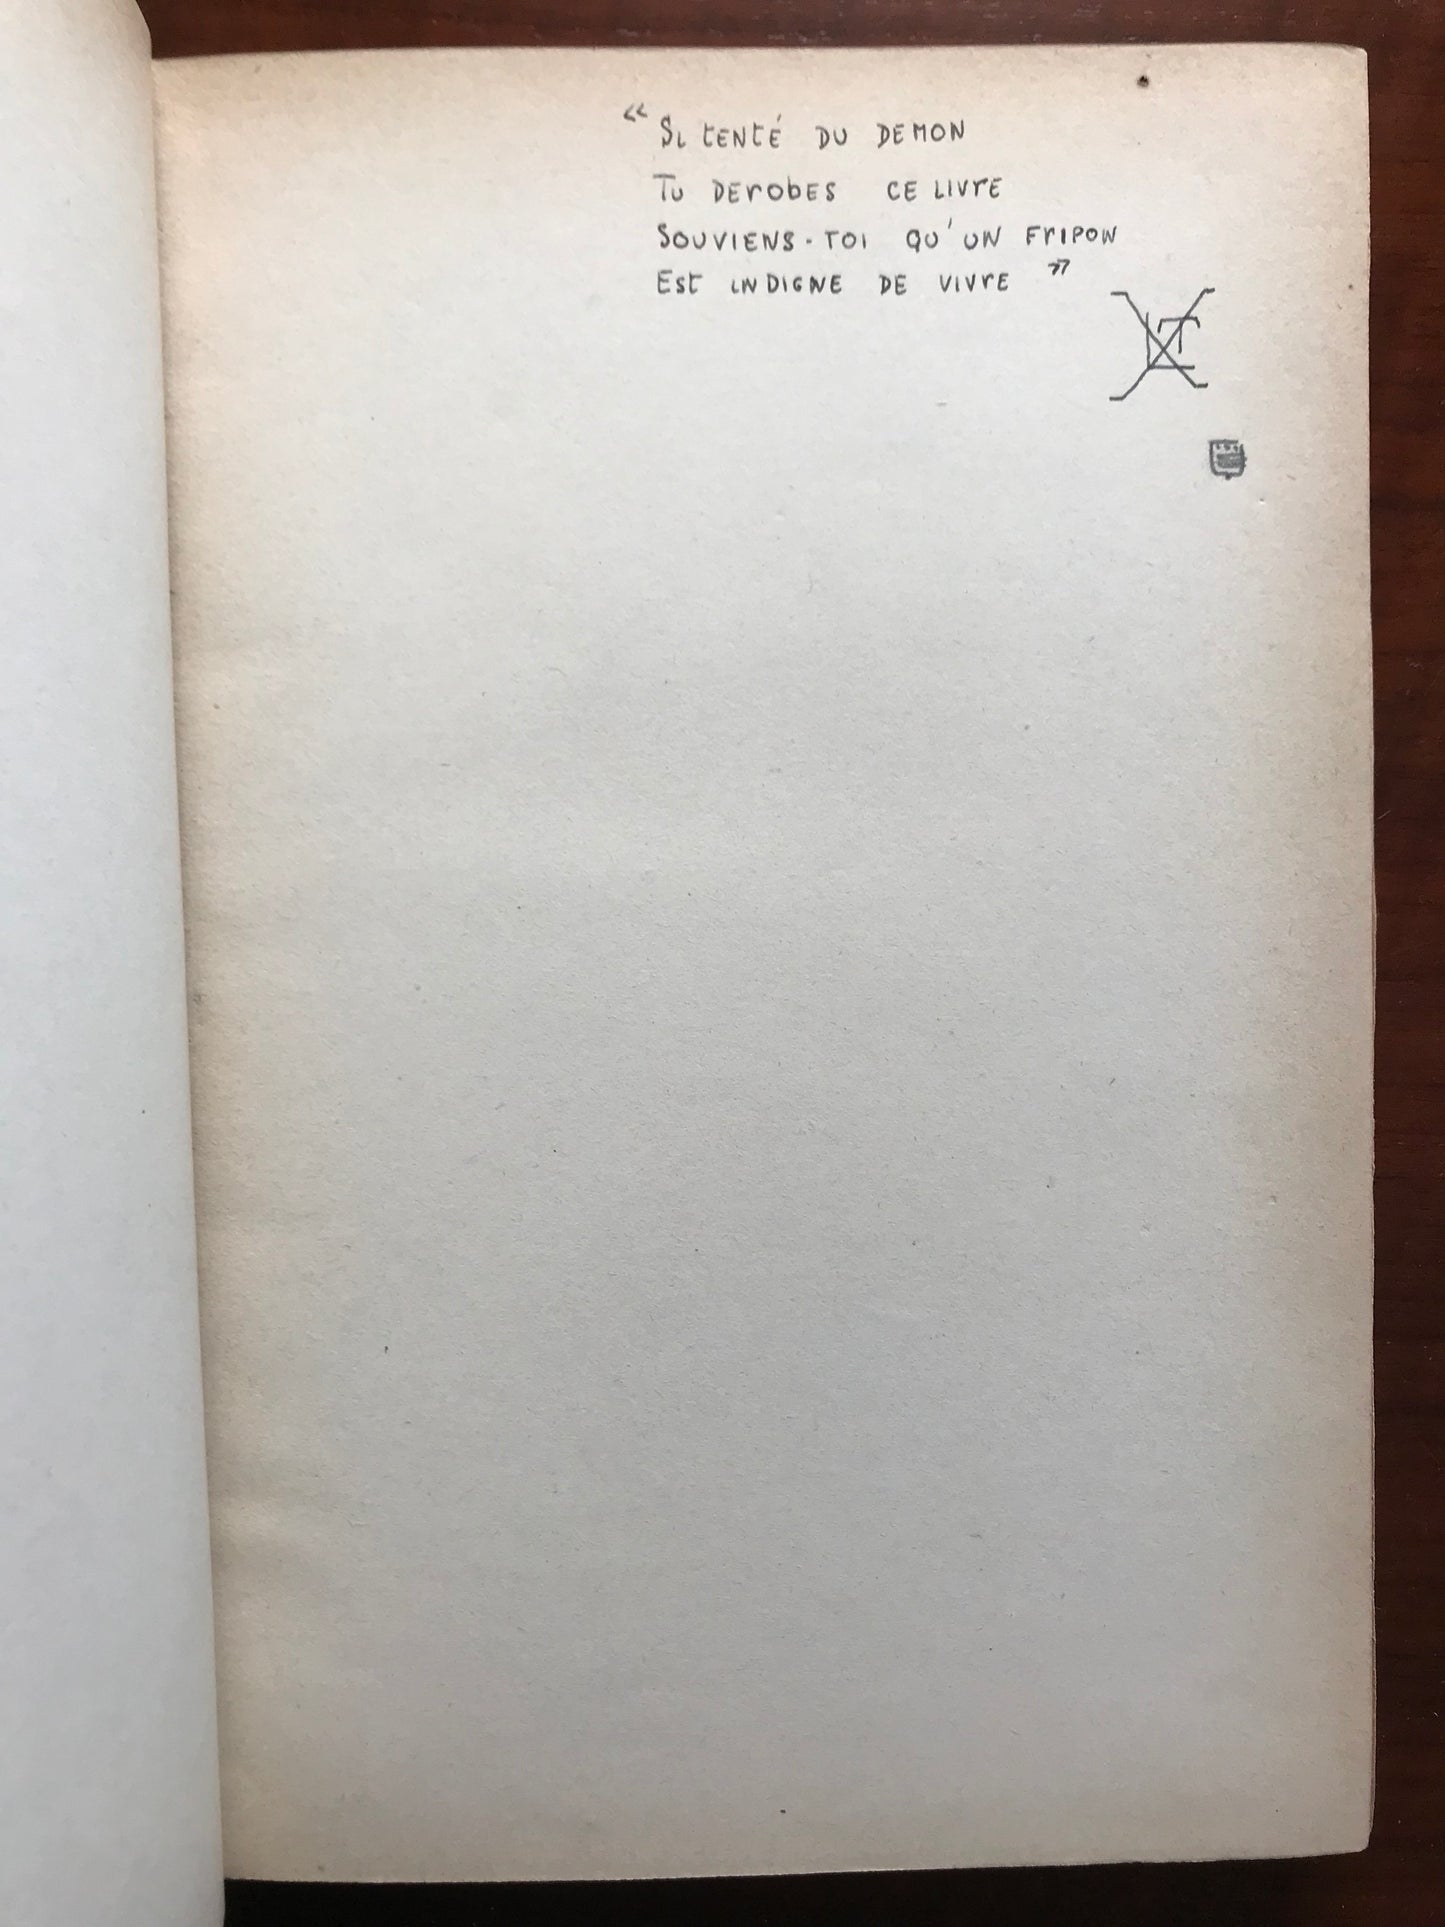 « Si tenté du demon
Tu derobes ce livre
Souviens-toi qu'un fripon
Est indigne de vivre »